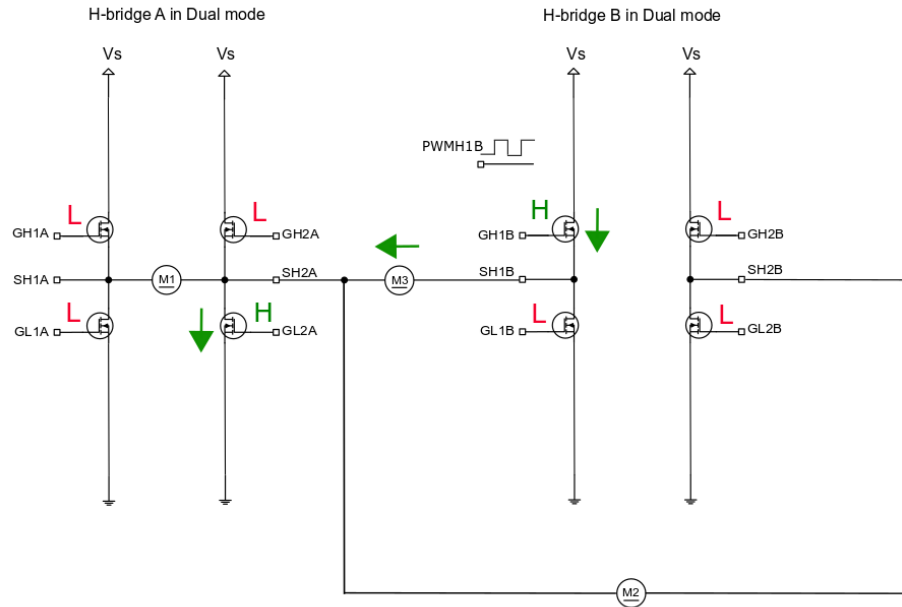 H-bridge A in Dual mode
H-bridge B in Dual mode
Vs
Vs
Vs
Vs
PWMH1B
L
L
H
L
GH1A
GH2A
GH1B
GH2B
SH1A
M1
SH2A
M3
SH1B
SH2B
L
H
L
L
GL1A
GL2A
GL1B
GL2B
M2